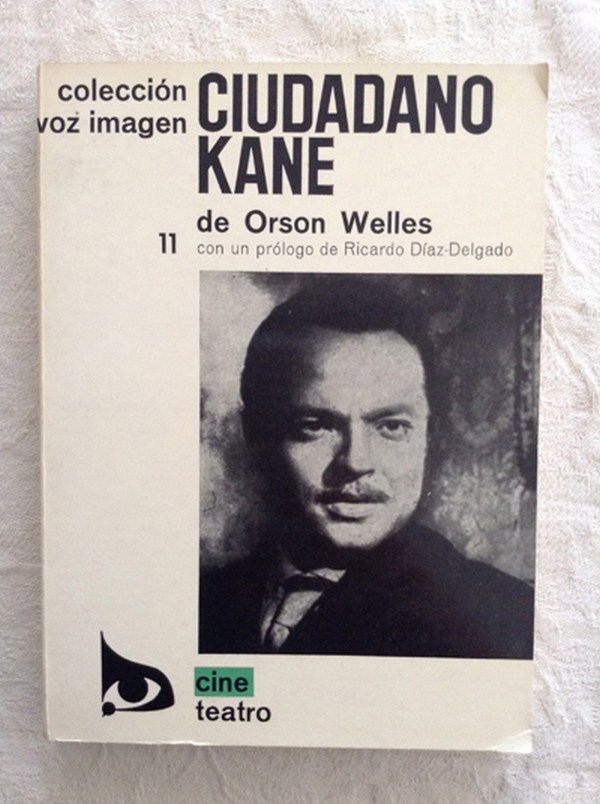 colección
voz imagen
CIUDADANO
KANE
de Orson Welles
11
con un prólogo de Ricardo Díaz-Delgado
cine
teatro